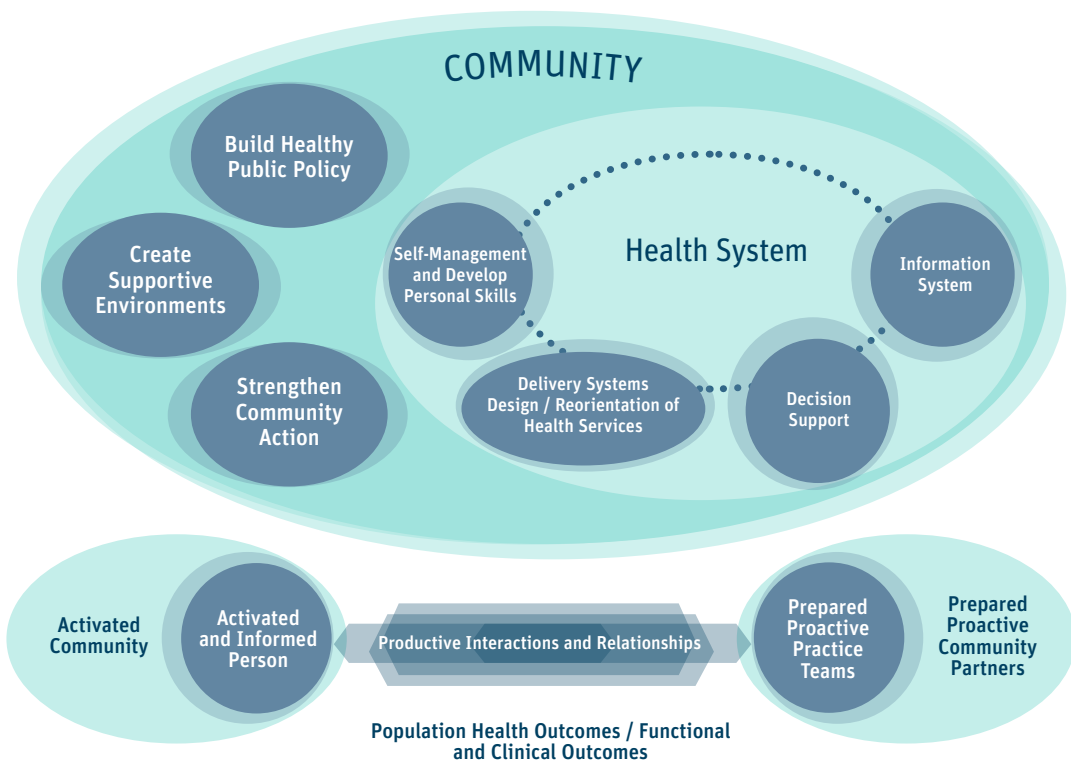 COMMUNITY
Build Healthy
Public Policy
Create
Supportive
Environments
Strengthen
Community
Action
Health System
Self-Management
and Develop
Personal Skills
Delivery Systems
Design / Reorientation of
Health Services
Decision
Support
Information
System
Activated
Community
Activated
and Informed
Person
Productive Interactions and Relationships
Prepared
Proactive
Practice
Teams
Prepared
Proactive
Community
Partners
Population Health Outcomes / Functional
and Clinical Outcomes